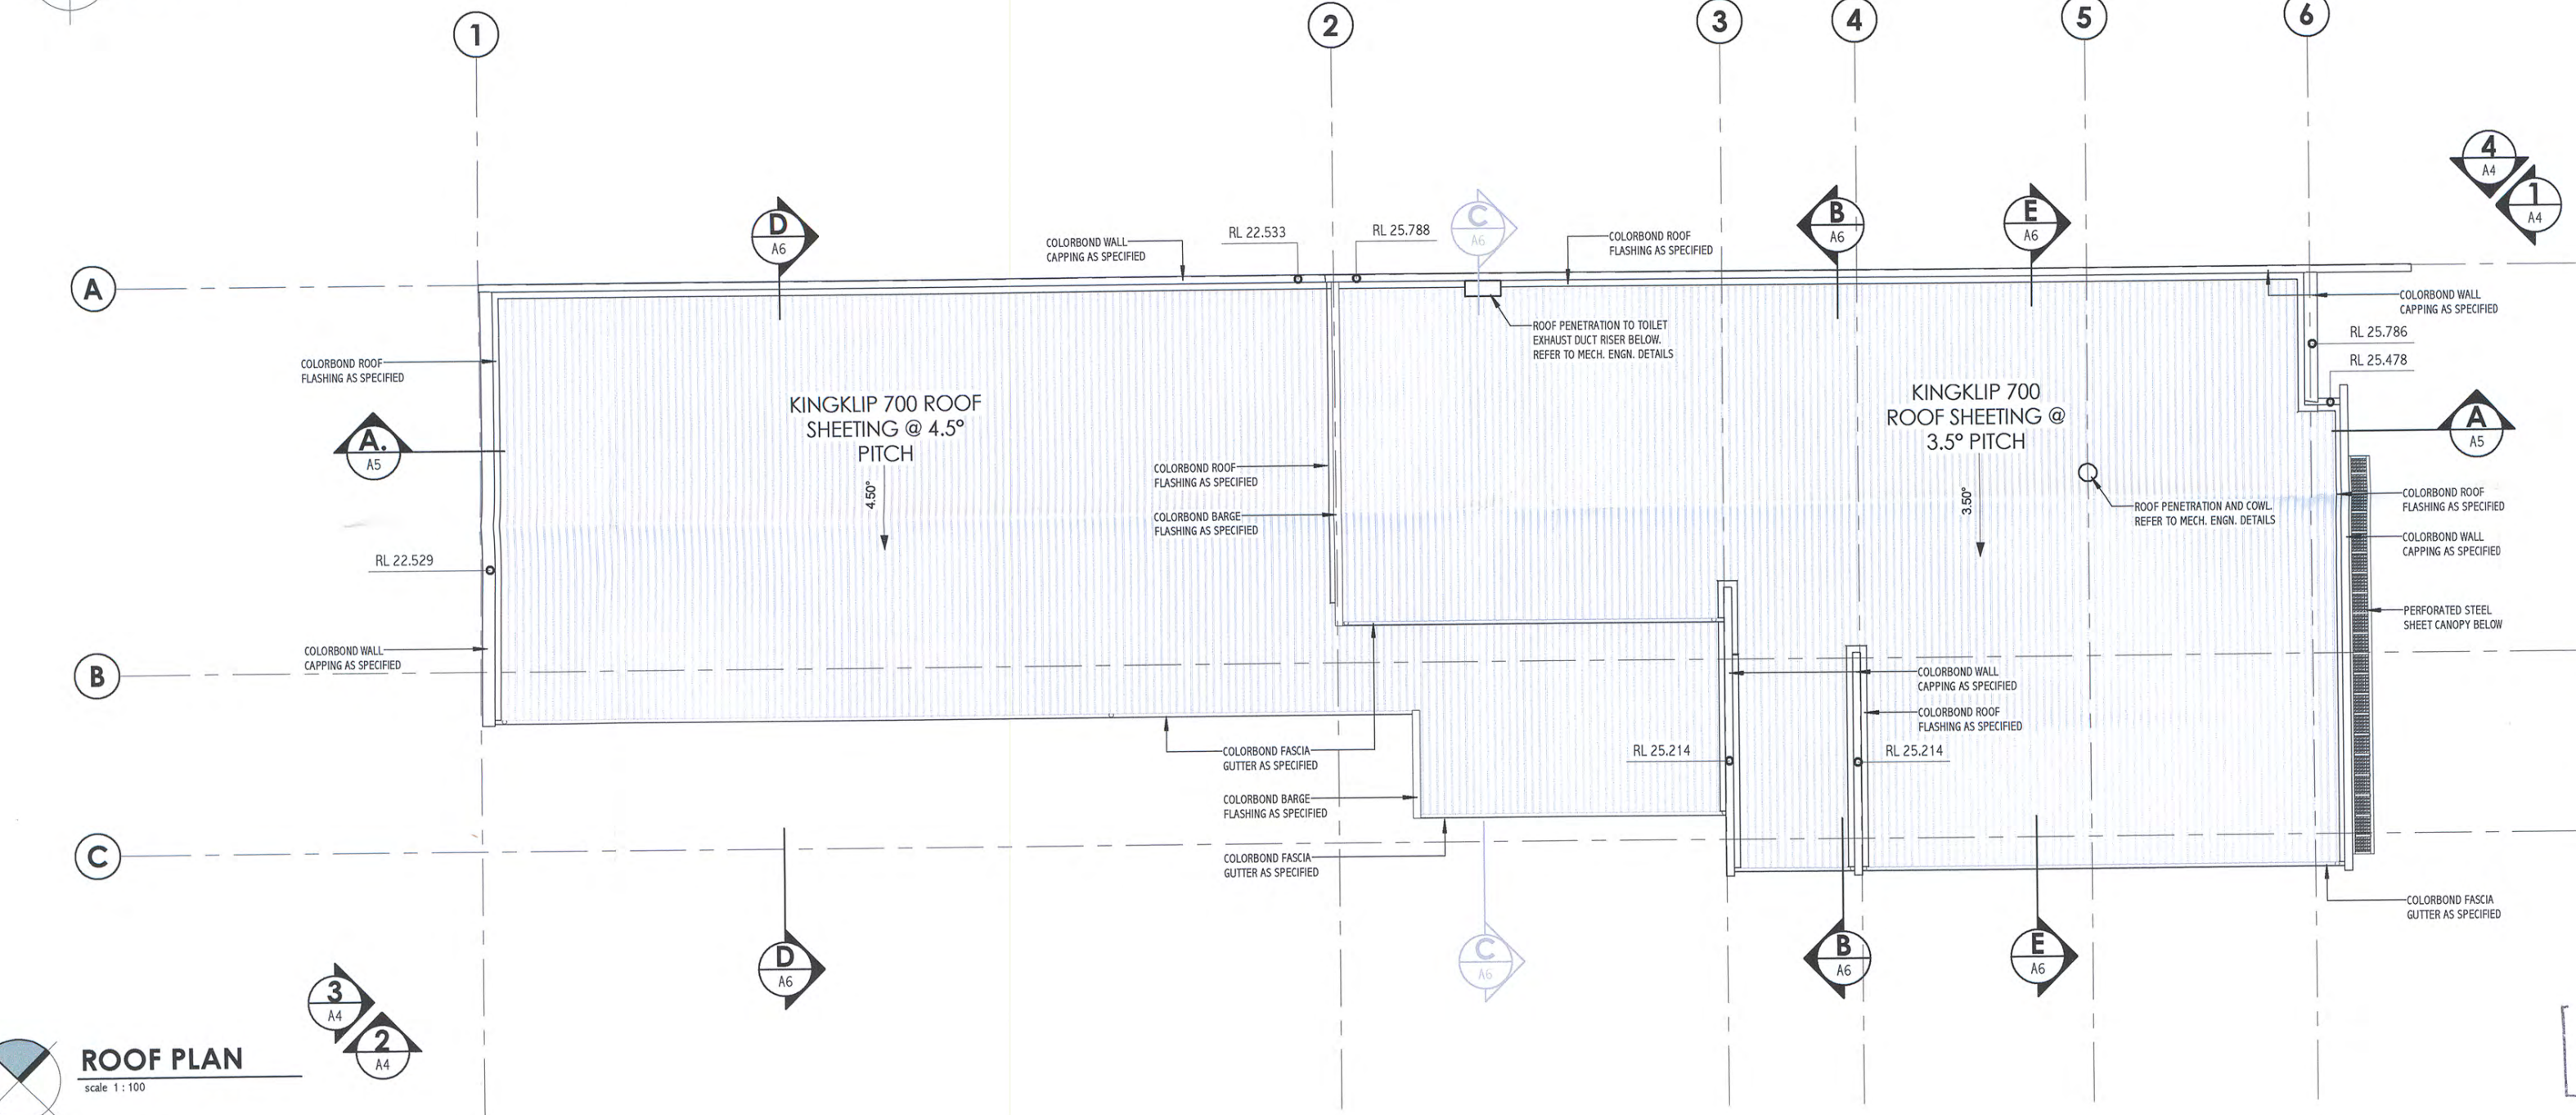 1
2
3
4
5
6
4
A4
1
A4
D
A6
COLORBOND WALL
CAPPING AS SPECIFIED
RL 22.533
RL 25.788
C
A6
COLORBOND ROOF
FLASHING AS SPECIFIED
B
A6
E
A6
A
COLORBOND WALL
CAPPING AS SPECIFIED
ROOF PENETRATION TO TOILET
EXHAUST DUCT RISER BELOW.
REFER TO MECH. ENGN. DETAILS
RL 25.786
RL 25.478
COLORBOND ROOF
FLASHING AS SPECIFIED
KINGKLIP 700 ROOF
SHEETING @ 4.5°
PITCH
4.50°
KINGKLIP 700
ROOF SHEETING @
3.5° PITCH
3.50°
A.
A5
A
A5
COLORBOND ROOF
FLASHING AS SPECIFIED
COLORBOND BARGE
FLASHING AS SPECIFIED
ROOF PENETRATION AND COWL.
REFER TO MECH. ENGN. DETAILS
COLORBOND ROOF
FLASHING AS SPECIFIED
COLORBOND WALL
CAPPING AS SPECIFIED
RL 22.529
PERFORATED STEEL
SHEET CANOPY BELOW
COLORBOND WALL
CAPPING AS SPECIFIED
B
COLORBOND WALL
CAPPING AS SPECIFIED
COLORBOND ROOF
FLASHING AS SPECIFIED
COLORBOND FASCIA
GUTTER AS SPECIFIED
RL 25.214
RL 25.214
COLORBOND BARGE
FLASHING AS SPECIFIED
C
COLORBOND FASCIA
GUTTER AS SPECIFIED
COLORBOND FASCIA
GUTTER AS SPECIFIED
D
A6
C
A6
B
A6
E
A6
3
A4
2
A4
ROOF PLAN
scale 1 : 100